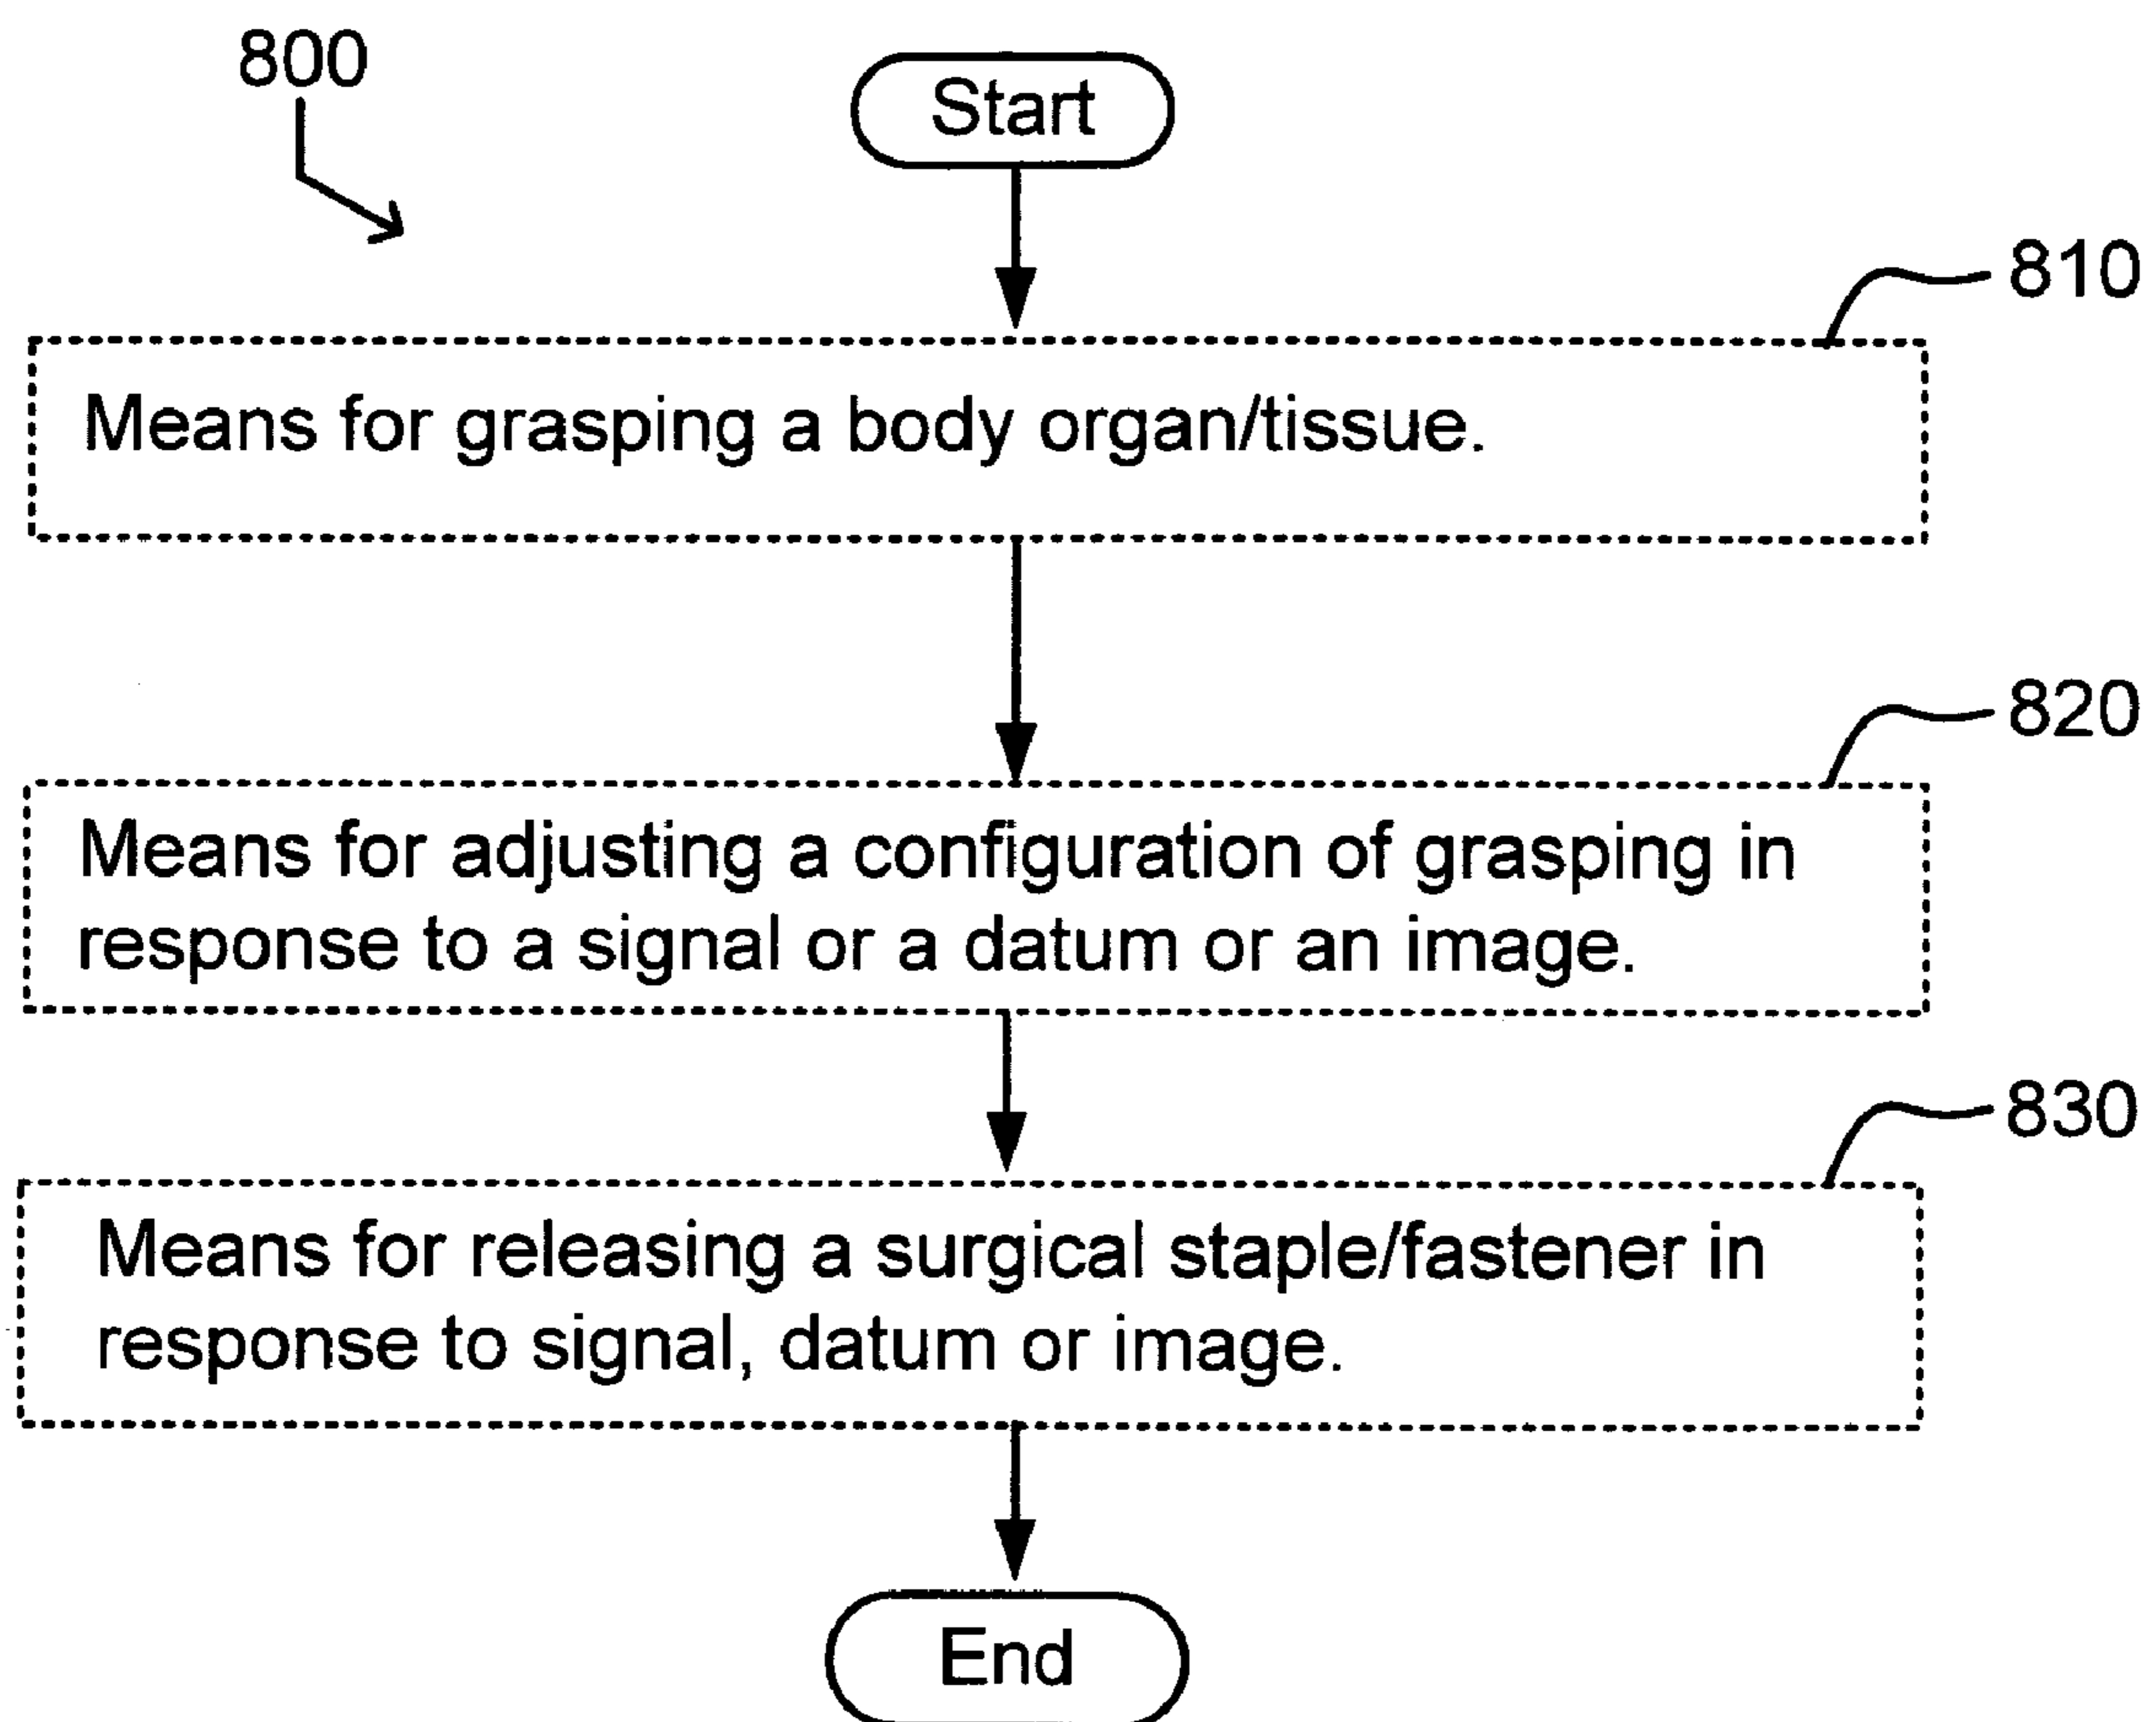 800
Start
810
Means for grasping a body organ/tissue.
820
Means for adjusting a configuration of grasping in
response to a signal or a datum or an image.
830
Means for releasing a surgical staple/fastener in
response to signal, datum or image.
End